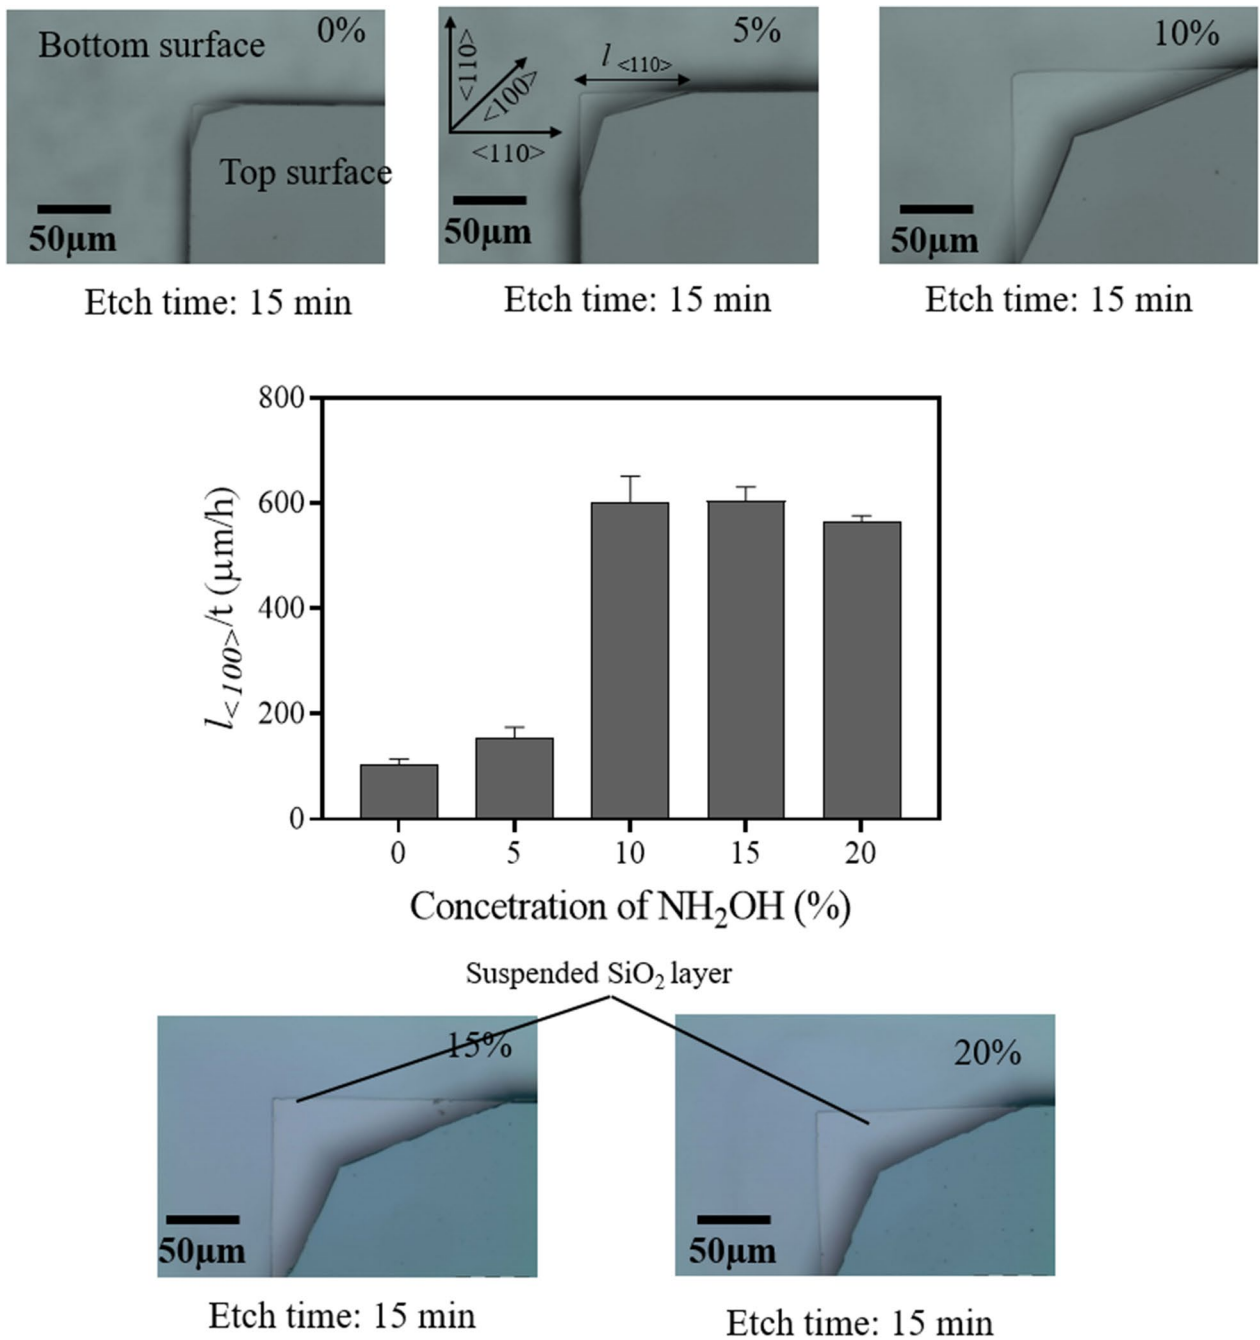 Bottom surface
0%
Top surface
50µm
Etch time: 15 min
<110>
<100>
<110>
l <110>
5%
50µm
Etch time: 15 min
10%
50µm
Etch time: 15 min
800
600
400
200
0
l<100>/t (µm/h)
0 5 10 15 20
Concetration of NH2OH (%)
Suspended SiO2 layer
15%
50µm
Etch time: 15 min
20%
50µm
Etch time: 15 min